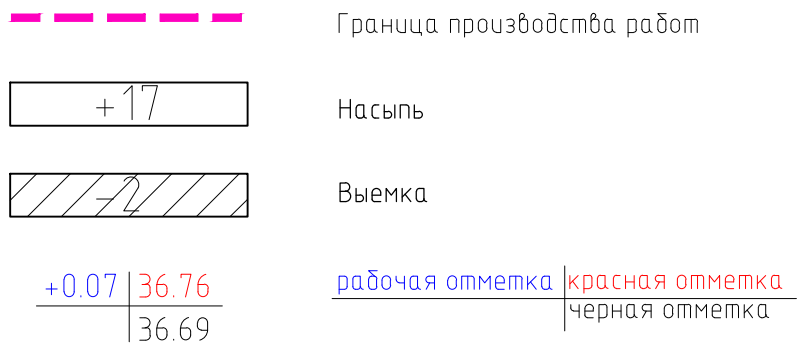 Граница производства работ
+17
Насыпь
-2
Выемка
+0.07 36.76
36.69
рабочая отметка красная отметка
черная отметка